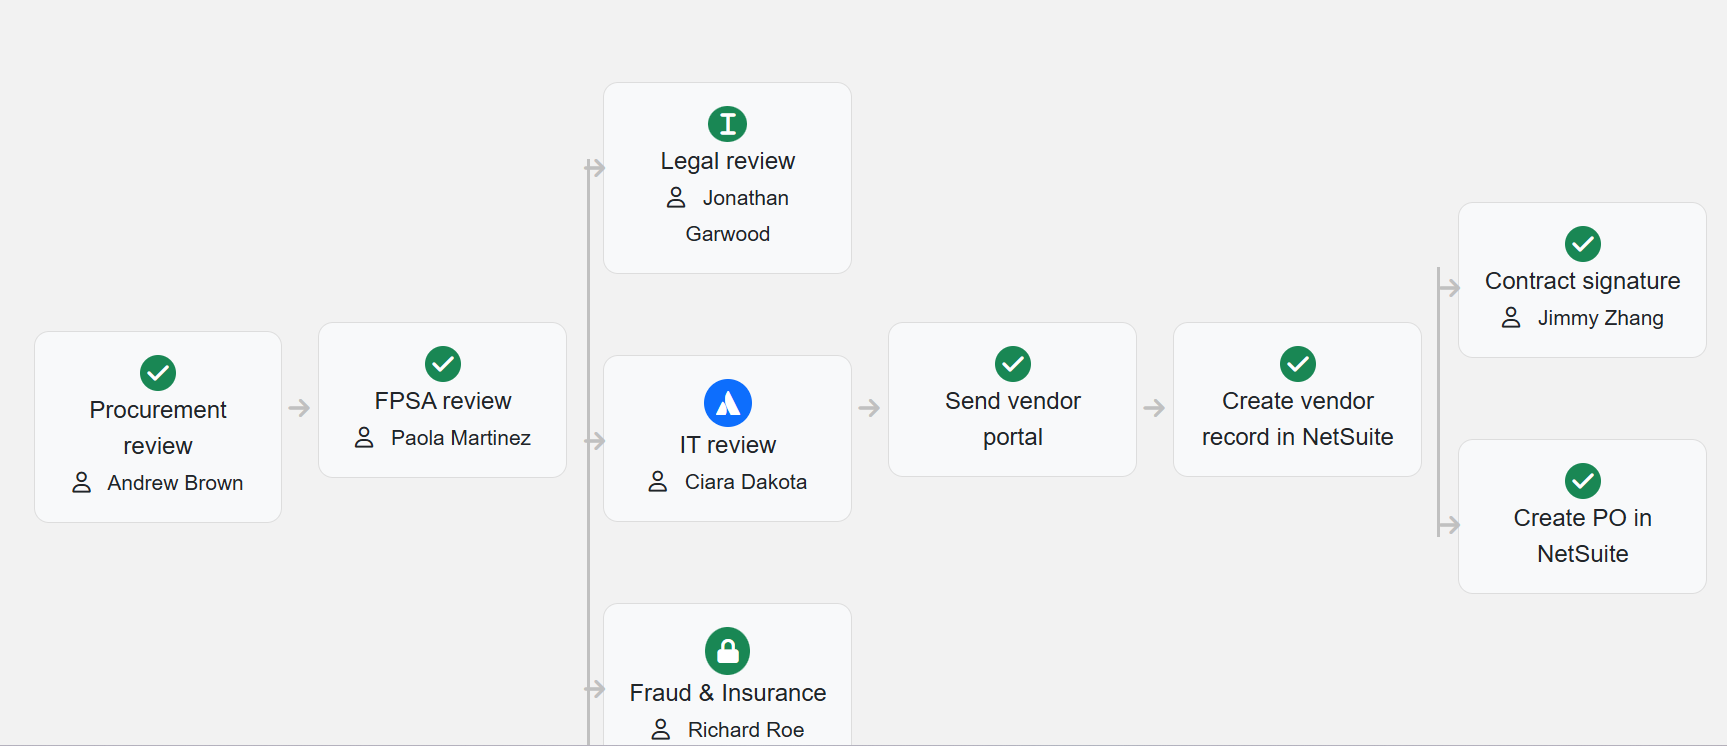 Procurement
review
Andrew Brown
FPSA review
Paola Martinez
Legal review
Jonathan
Garwood
IT review
Ciara Dakota
Fraud & Insurance
Richard Roe
Send vendor
portal
Create vendor
record in NetSuite
Contract signature
Jimmy Zhang
Create PO in
NetSuite